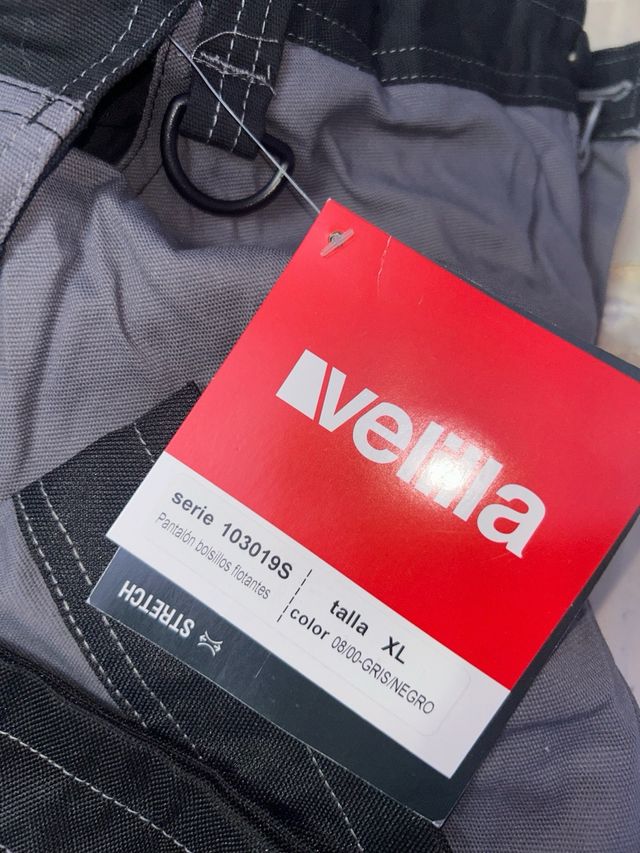 velilla
serie 103019S
Pantalón bolsillos flotantes
talla XL
color 08/00-GRIS/NEGRO
STRETCH